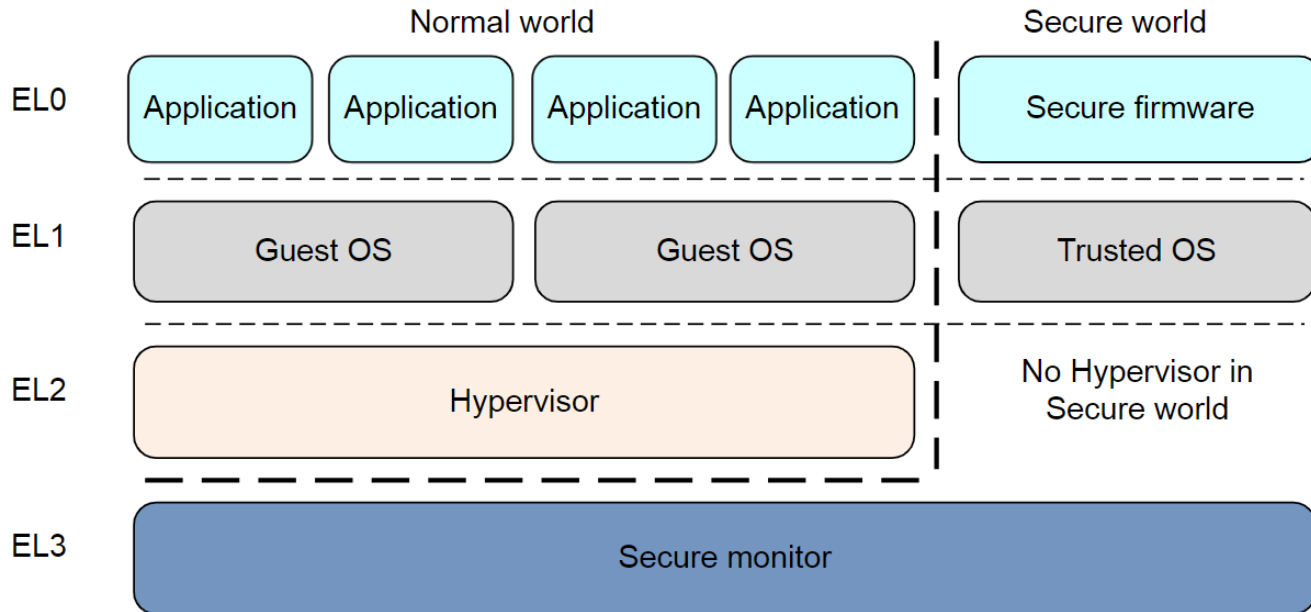 Normal world
Secure world
EL0
Application
Application
Application
Application
Secure firmware
EL1
Guest OS
Guest OS
Trusted OS
EL2
Hypervisor
No Hypervisor in
Secure world
EL3
Secure monitor